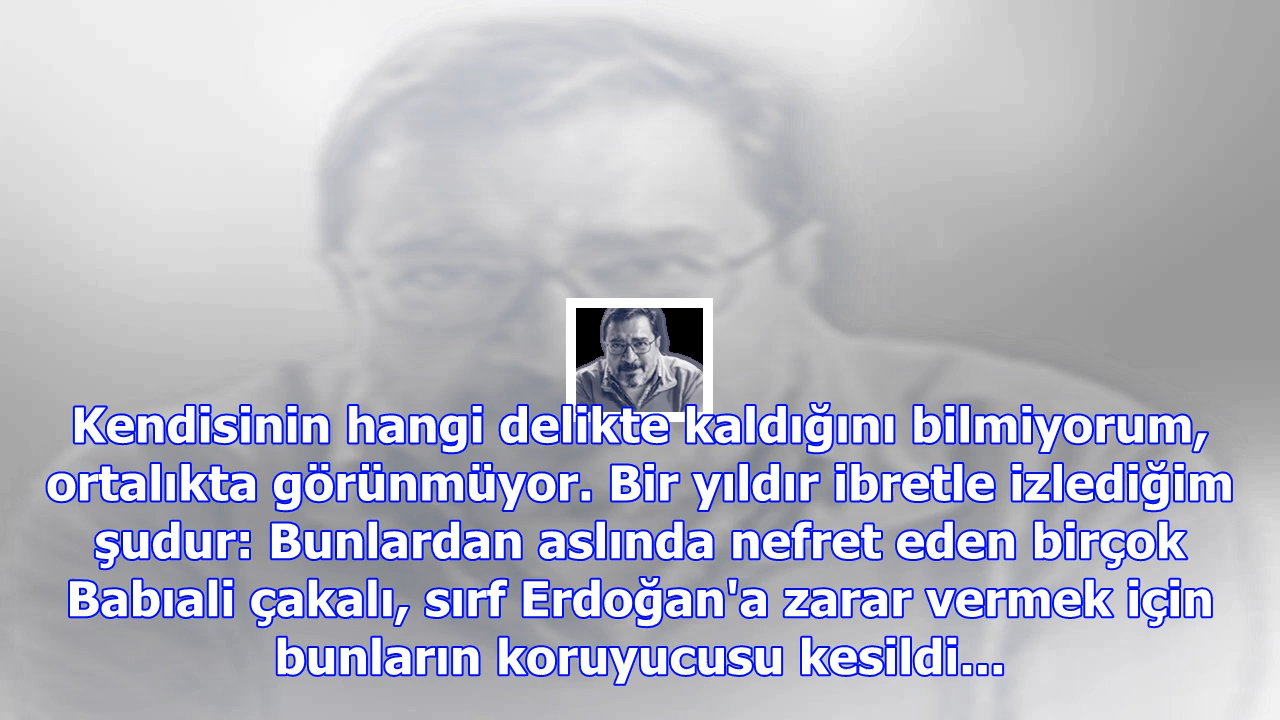 Kendisinin hangi delikte kaldığını bilmiyorum,
ortalıkta görünmüyor. Bir yıldır ibretle izlediğim
şudur: Bunlardan aslında nefret eden birçok
Babıali çakalı, sırf Erdoğan'a zarar vermek için
bunların koruyucusu kesildi...